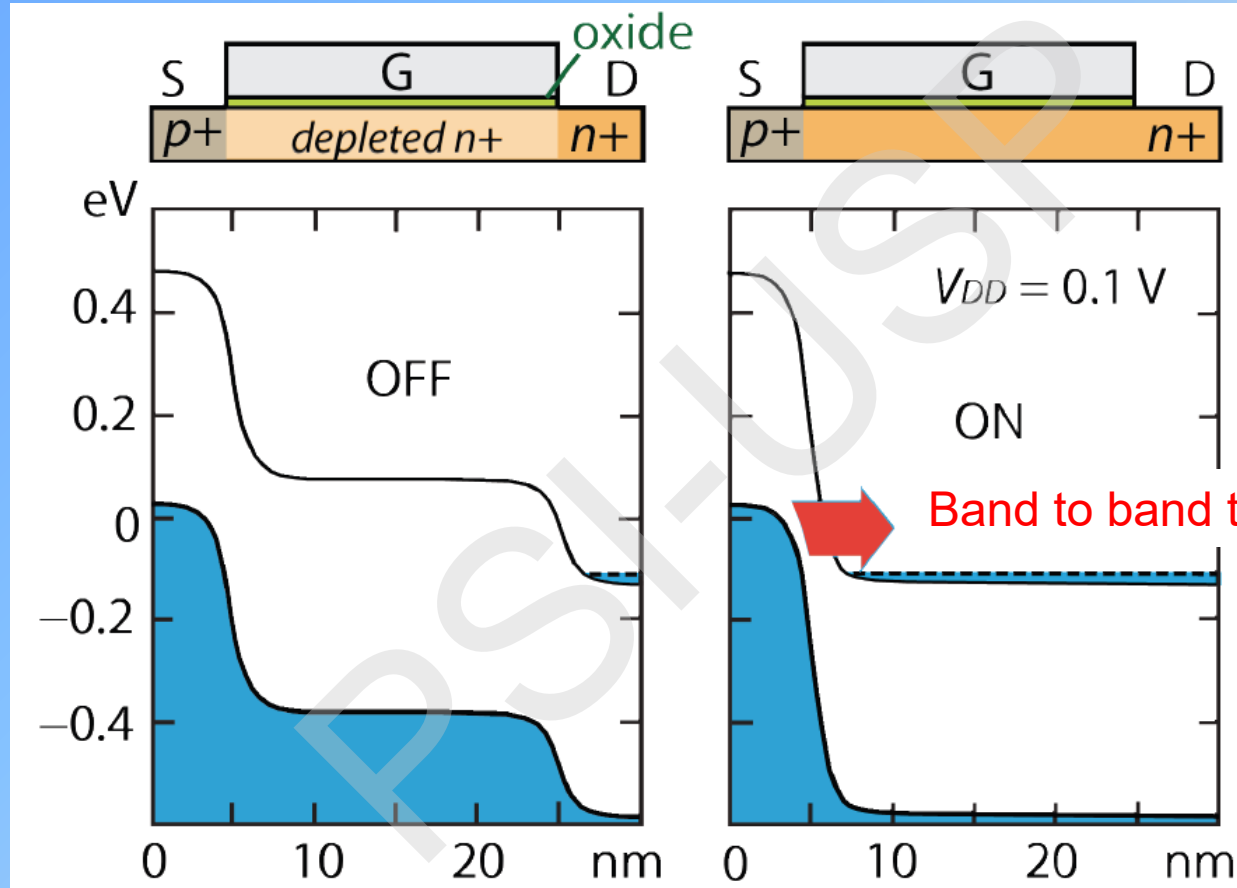 oxide
S G D
p+ depleted n+ n+
S G D
p+ n+
eV
0.4
0.2
0
−0.2
−0.4
OFF
0 10 20 nm
VDD = 0.1 V
ON
Band to band t
0 10 20 nm
PSI-USP